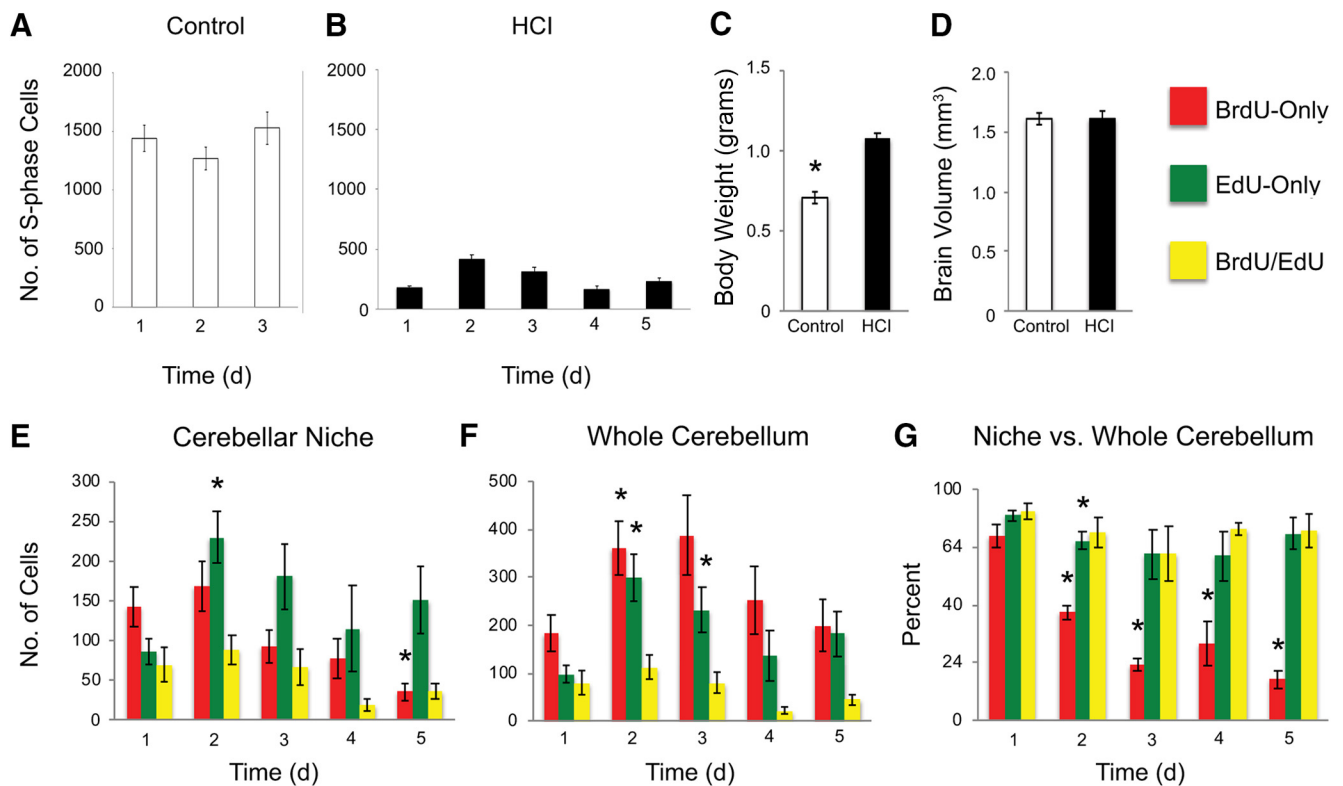 A
Control
2000
1500
1000
500
0
No. of S-phase Cells
1 2 3
Time (d)
B
HCI
2000
1500
1000
500
0
1 2 3 4 5
Time (d)
C
1.5
1.0
0.5
0
Body Weight (grams)
*
Control HCI
D
2.0
1.5
1.0
0.5
0
Brain Volume (mm³)
Control HCI
BrdU-Only
EdU-Only
BrdU/EdU
E
Cerebellar Niche
300
250
200
150
100
50
0
No. of Cells
*
*
1 2 3 4 5
Time (d)
F
Whole Cerebellum
500
400
300
200
100
0
*
*
*
1 2 3 4 5
Time (d)
G
Niche vs. Whole Cerebellum
100
64
40
24
0
Percent
*
*
*
*
*
1 2 3 4 5
Time (d)